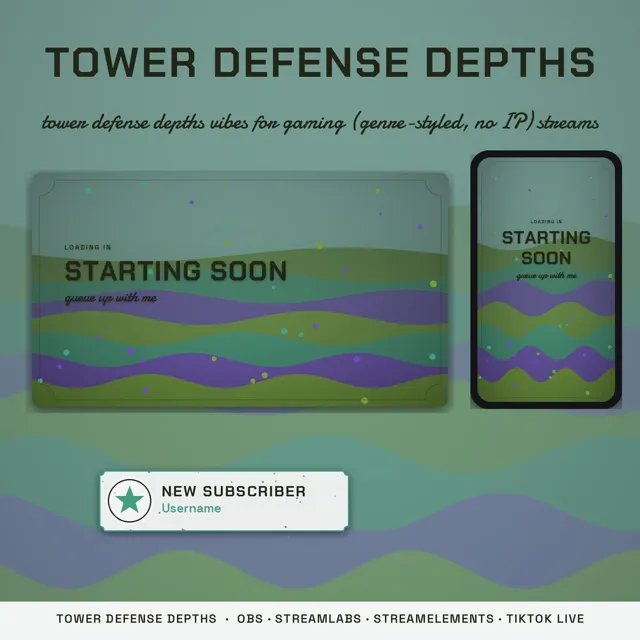 TOWER DEFENSE DEPTHS
tower defense depths vibes for gaming (genre-styled, no IP) streams
LOADING IN
STARTING SOON
queue up with me
LOADING IN
STARTING
SOON
queue up with me
NEW SUBSCRIBER
Username
TOWER DEFENSE DEPTHS · OBS · STREAMLABS · STREAMELEMENTS · TIKTOK LIVE